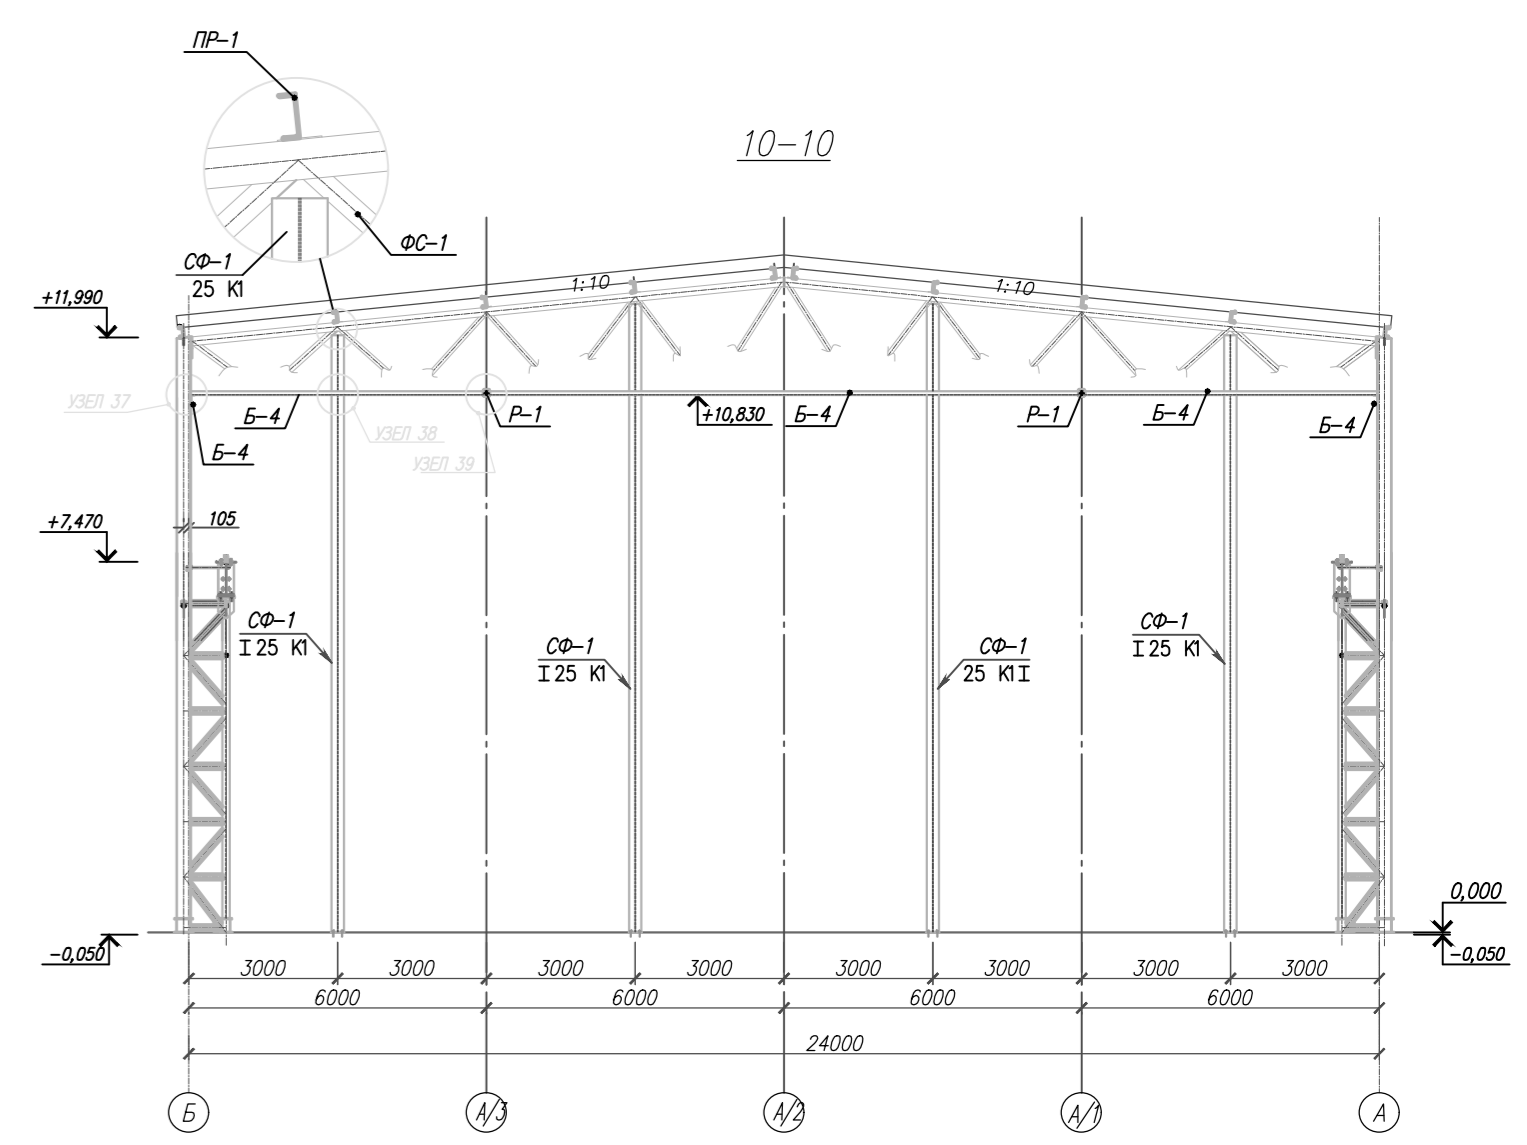 ПР-1
10-10
ФС-1
СФ-1
25 К1
+11,990
1:10
1:10
УЗЕЛ 37
Б-4
Р-1
+10,830
Б-4
Р-1
Б-4
Б-4
УЗЕЛ 38
Б-4
УЗЕЛ 39
+7,470
105
СФ-1
I 25 К1
СФ-1
I 25 К1
СФ-1
25 К1 I
СФ-1
I 25 К1
0,000
-0,050
-0,050
3000 3000 3000 3000 3000 3000 3000 3000
6000 6000 6000 6000
24000
Б А/3 А/2 А/1 А